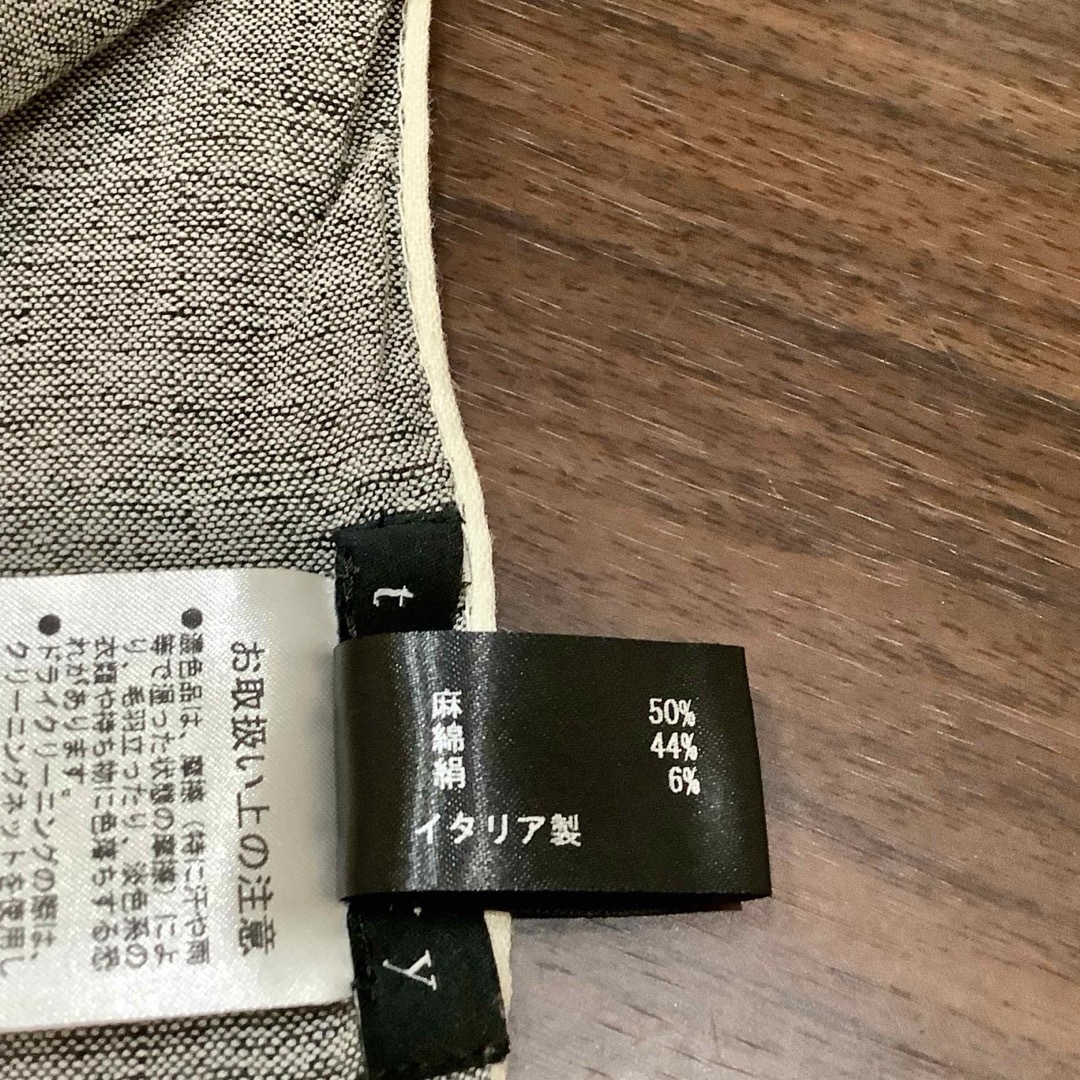 麻 50%
綿 44%
絹 6%
イタリア製
t
y
お取扱い上の注意
●濃色品は、摩擦（特に汗や雨
等で湿った状態の摩擦）によ
り、毛羽立ったり、淡色系の
衣類や持ち物に色落ちする恐
れがあります。
●ドライクリーニングの際は、
クリーニングネットを使用し